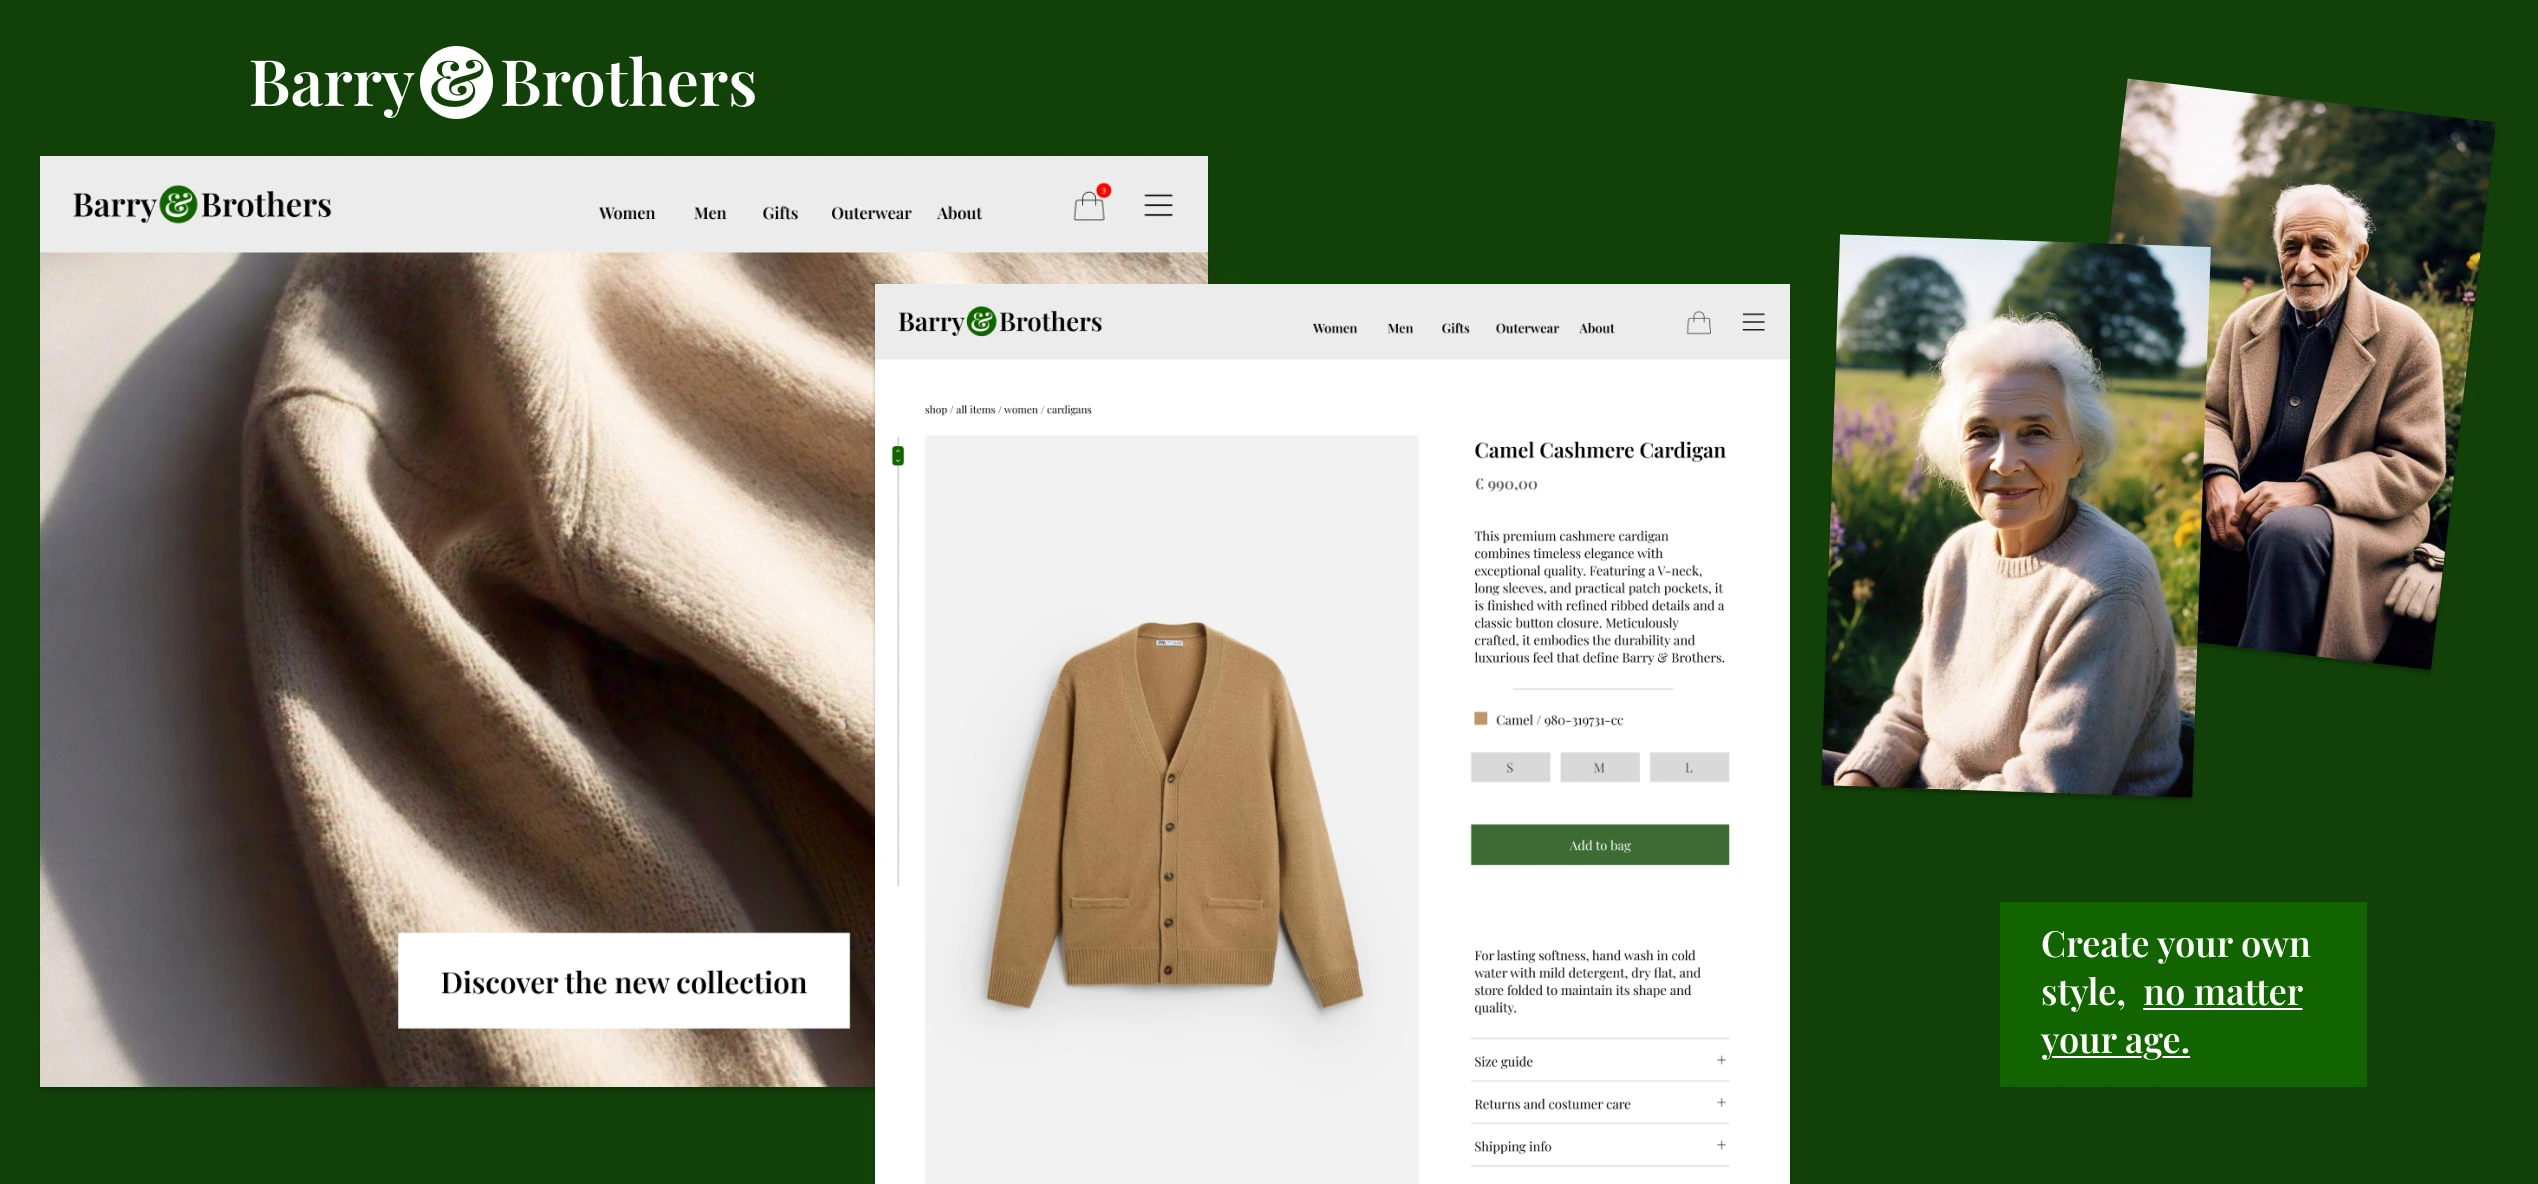 Barry & Brothers
Barry & Brothers
Women Men Gifts Outerwear About
3
Discover the new collection
Barry & Brothers
Women Men Gifts Outerwear About
shop / all items / women / cardigans
Camel Cashmere Cardigan
€ 990,00
This premium cashmere cardigan
combines timeless elegance with
exceptional quality. Featuring a V-neck,
long sleeves, and practical patch pockets, it
is finished with refined ribbed details and a
classic button closure. Meticulously
crafted, it embodies the durability and
luxurious feel that define Barry & Brothers.
Camel / 980-319731-cc
S M L
Add to bag
For lasting softness, hand wash in cold
water with mild detergent, dry flat, and
store folded to maintain its shape and
quality.
Size guide +
Returns and costumer care +
Shipping info +
Create your own
style, no matter
your age.